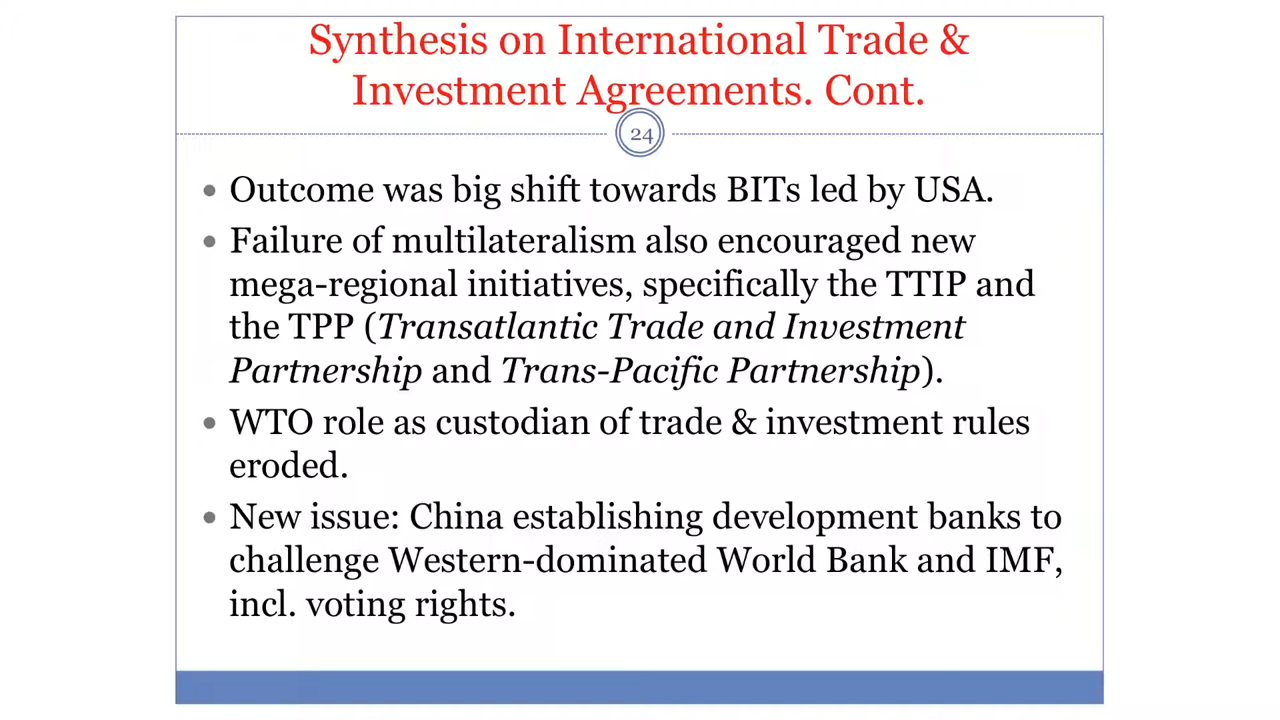 Synthesis on International Trade &
Investment Agreements. Cont.
24
• Outcome was big shift towards BITs led by USA.
• Failure of multilateralism also encouraged new
mega-regional initiatives, specifically the TTIP and
the TPP (Transatlantic Trade and Investment
Partnership and Trans-Pacific Partnership).
• WTO role as custodian of trade & investment rules
eroded.
• New issue: China establishing development banks to
challenge Western-dominated World Bank and IMF,
incl. voting rights.